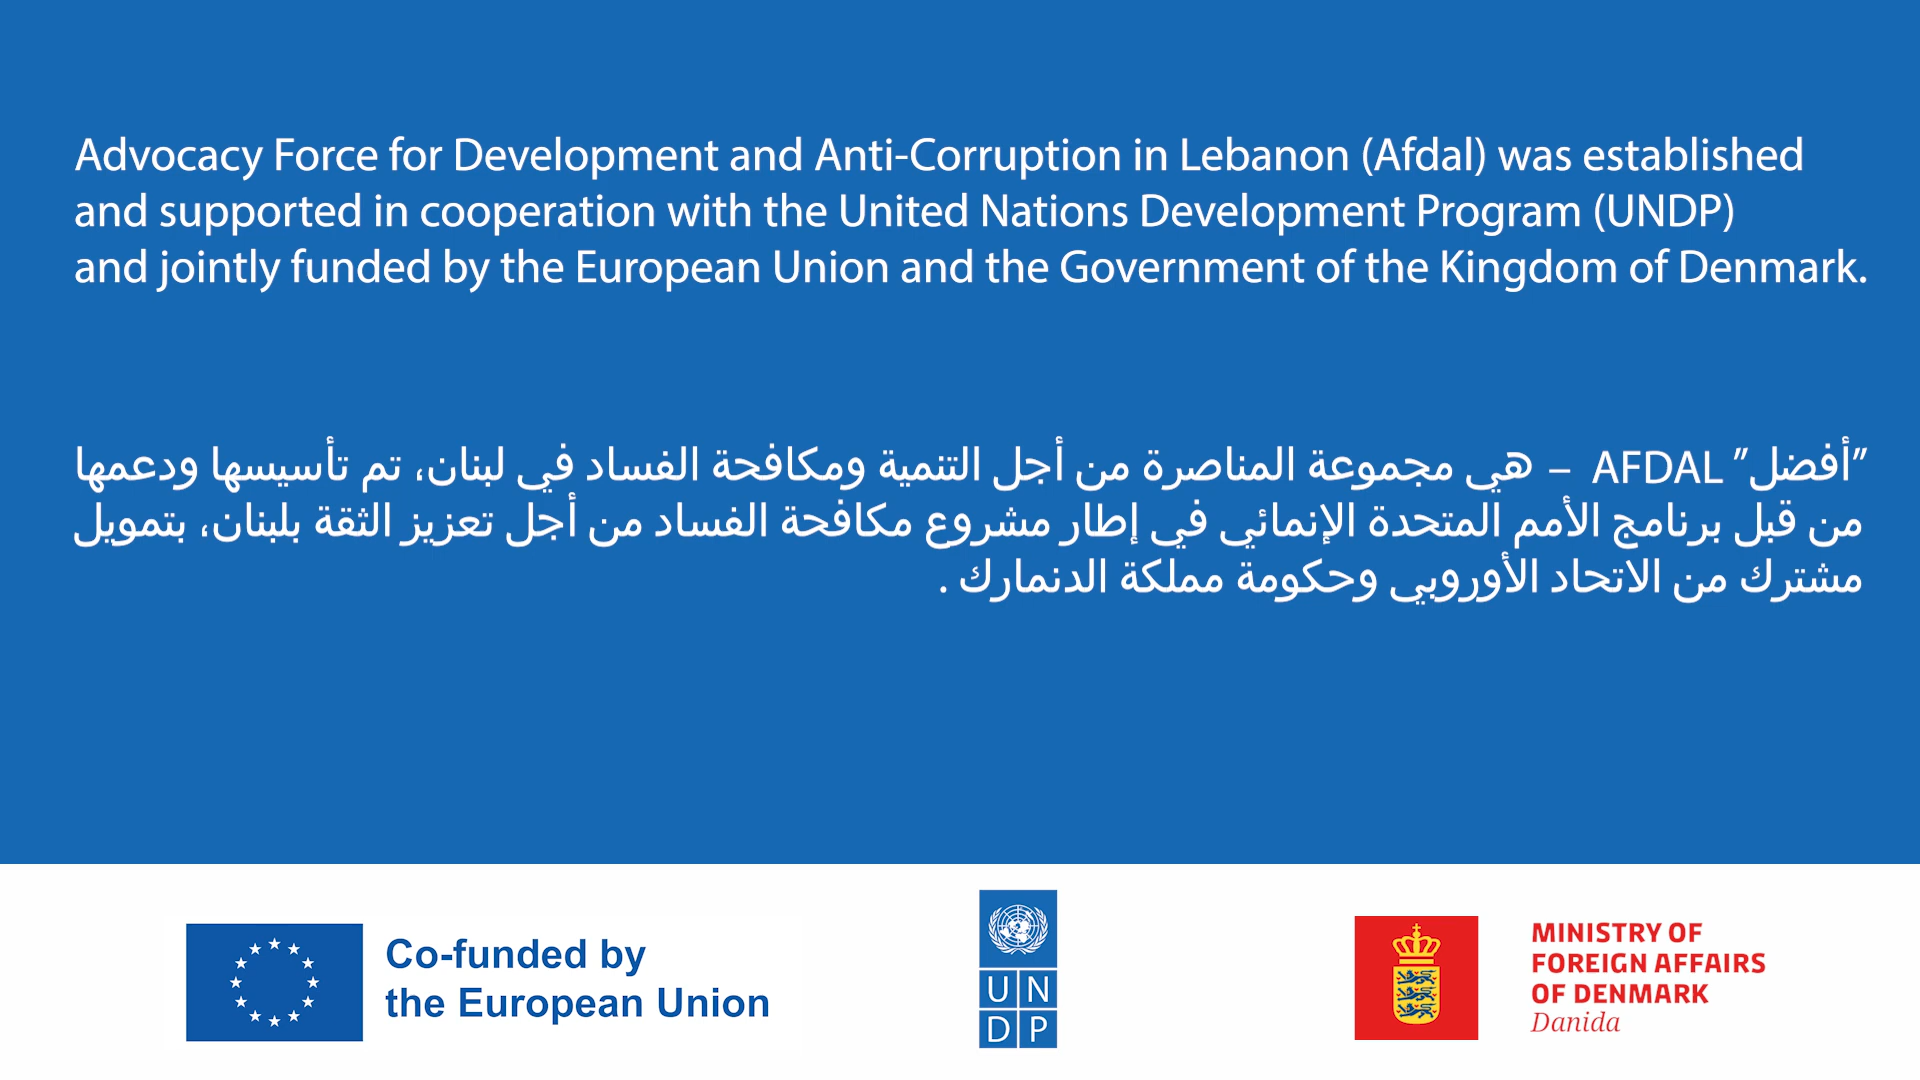 Advocacy Force for Development and Anti-Corruption in Lebanon (Afdal) was established
and supported in cooperation with the United Nations Development Program (UNDP)
and jointly funded by the European Union and the Government of the Kingdom of Denmark.
”أفضل” AFDAL – هي مجموعة المناصرة من أجل التنمية ومكافحة الفساد في لبنان، تم تأسيسها ودعمها
من قبل برنامج الأمم المتحدة الإنمائي في إطار مشروع مكافحة الفساد من أجل تعزيز الثقة بلبنان، بتمويل
مشترك من الاتحاد الأوروبي وحكومة مملكة الدنمارك .
Co-funded by
the European Union
U N
D P
MINISTRY OF
FOREIGN AFFAIRS
OF DENMARK
Danida